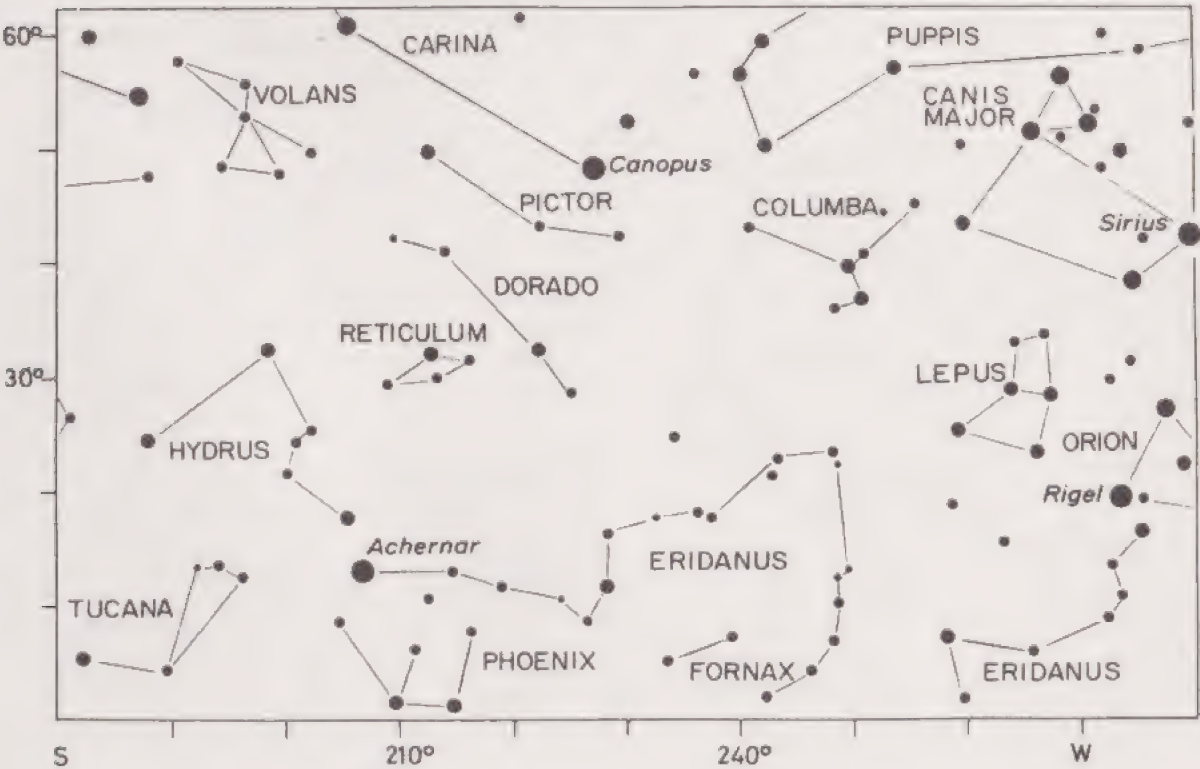 60°
CARINA
PUPPIS
VOLANS
CANIS
MAJOR
Canopus
PICTOR
COLUMBA
Sirius
DORADO
RETICULUM
30°
LEPUS
HYDRUS
ORION
Rigel
Achernar
ERIDANUS
TUCANA
PHOENIX
FORNAX
ERIDANUS
S
210°
240°
W